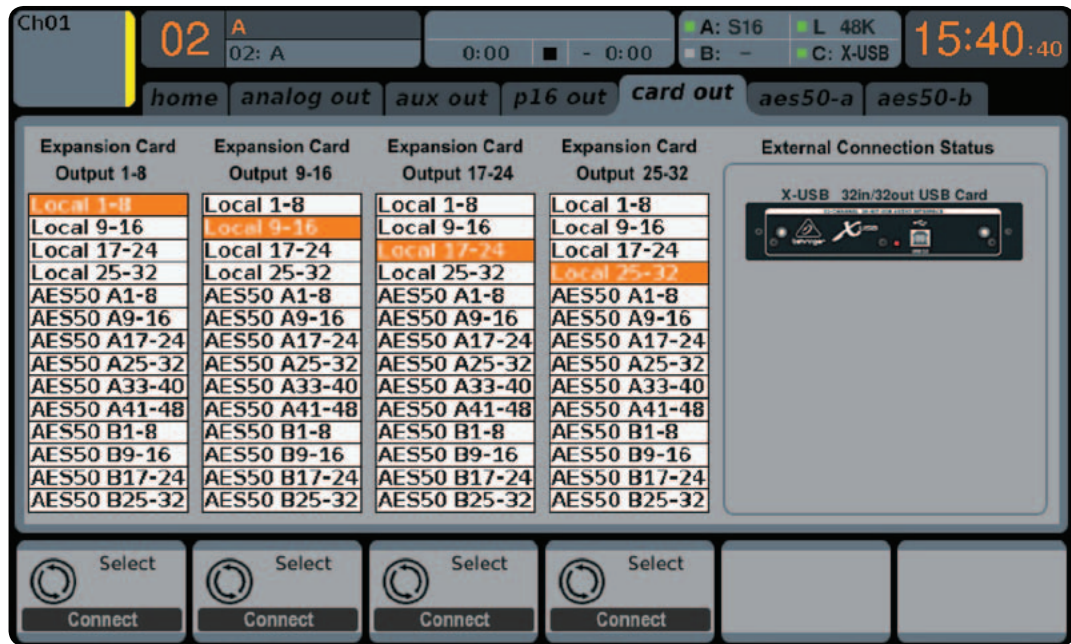 Ch01
02
A
02: A
0:00 - 0:00
A: S16
B: -
L 48K
C: X-USB
15:40:40
home
analog out
aux out
p16 out
card out
aes50-a
aes50-b
Expansion Card
Output 1-8
Local 1-8
Local 9-16
Local 17-24
Local 25-32
AES50 A1-8
AES50 A9-16
AES50 A17-24
AES50 A25-32
AES50 A33-40
AES50 A41-48
AES50 B1-8
AES50 B9-16
AES50 B17-24
AES50 B25-32
Expansion Card
Output 9-16
Local 1-8
Local 9-16
Local 17-24
Local 25-32
AES50 A1-8
AES50 A9-16
AES50 A17-24
AES50 A25-32
AES50 A33-40
AES50 A41-48
AES50 B1-8
AES50 B9-16
AES50 B17-24
AES50 B25-32
Expansion Card
Output 17-24
Local 1-8
Local 9-16
Local 17-24
Local 25-32
AES50 A1-8
AES50 A9-16
AES50 A17-24
AES50 A25-32
AES50 A33-40
AES50 A41-48
AES50 B1-8
AES50 B9-16
AES50 B17-24
AES50 B25-32
Expansion Card
Output 25-32
Local 1-8
Local 9-16
Local 17-24
Local 25-32
AES50 A1-8
AES50 A9-16
AES50 A17-24
AES50 A25-32
AES50 A33-40
AES50 A41-48
AES50 B1-8
AES50 B9-16
AES50 B17-24
AES50 B25-32
External Connection Status
X-USB 32in/32out USB Card
behringer
Select
Connect
Select
Connect
Select
Connect
Select
Connect